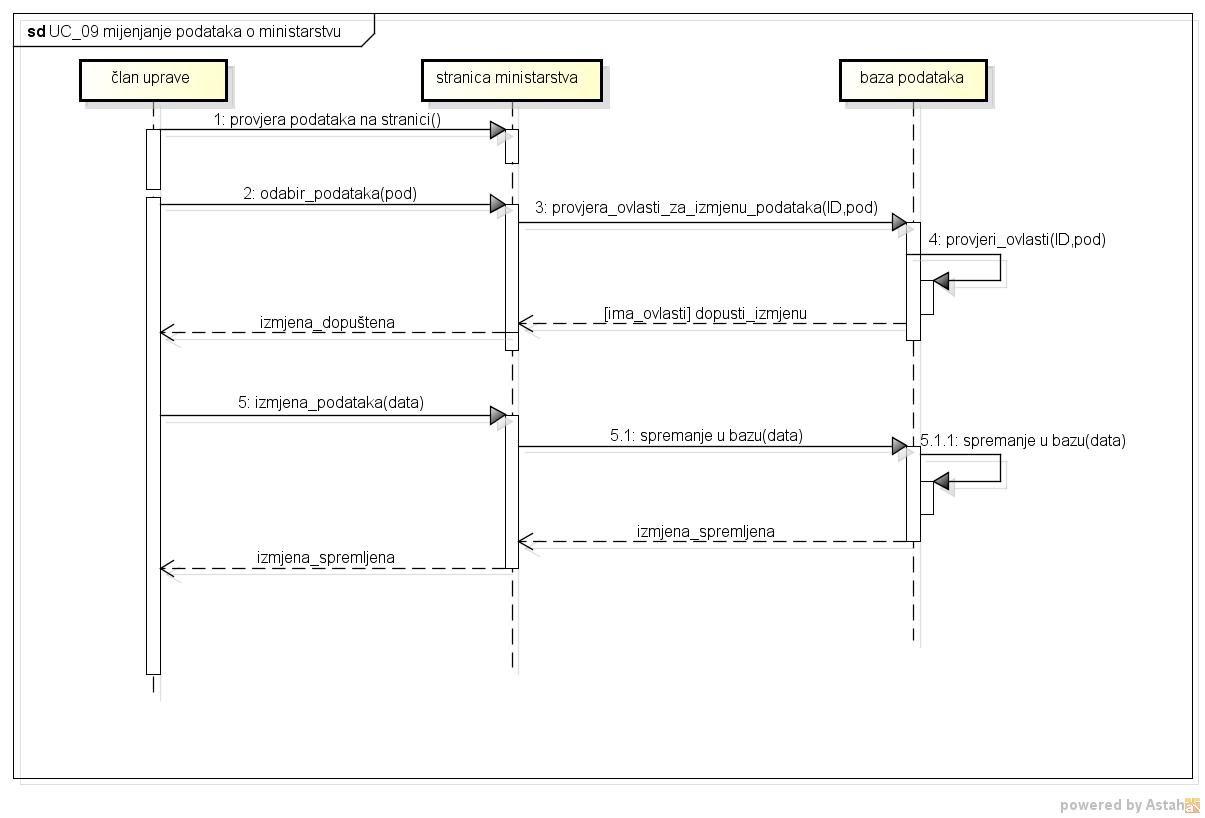 sd UC_09 mijenjanje podataka o ministarstvu
član uprave
stranica ministarstva
baza podataka
1: provjera podataka na stranici()
2: odabir_podataka(pod)
3: provjera_ovlasti_za_izmjenu_podataka(ID,pod)
4: provjeri_ovlasti(ID,pod)
[ima_ovlasti] dopusti_izmjenu
izmjena_dopuštena
5: izmjena_podataka(data)
5.1: spremanje u bazu(data)
5.1.1: spremanje u bazu(data)
izmjena_spremljena
izmjena_spremljena
powered by Astah